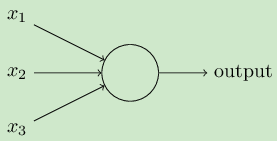 x₁
x₂ output
x₃